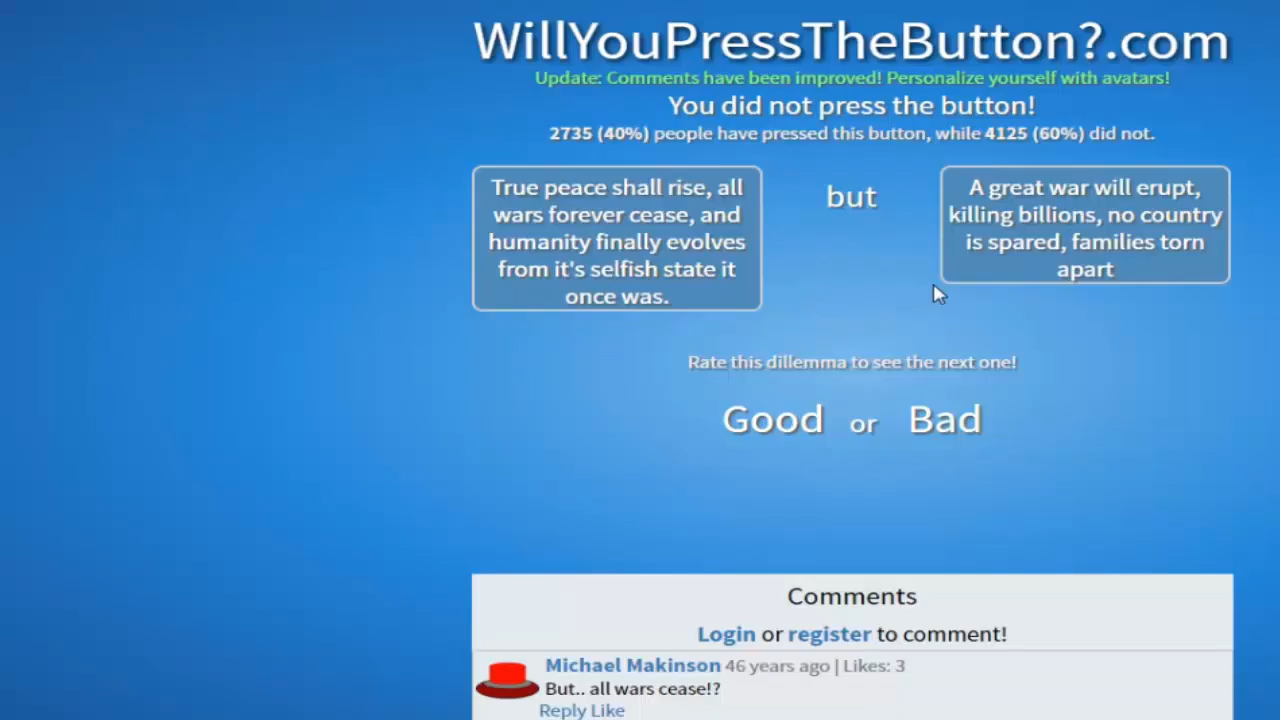 WillYouPressTheButton?.com
Update: Comments have been improved! Personalize yourself with avatars!
You did not press the button!
2735 (40%) people have pressed this button, while 4125 (60%) did not.
True peace shall rise, all
wars forever cease, and
humanity finally evolves
from it's selfish state it
once was.
but
A great war will erupt,
killing billions, no country
is spared, families torn
apart
Rate this dillemma to see the next one!
Good or Bad
Comments
Login or register to comment!
Michael Makinson 46 years ago | Likes: 3
But.. all wars cease!?
Reply Like